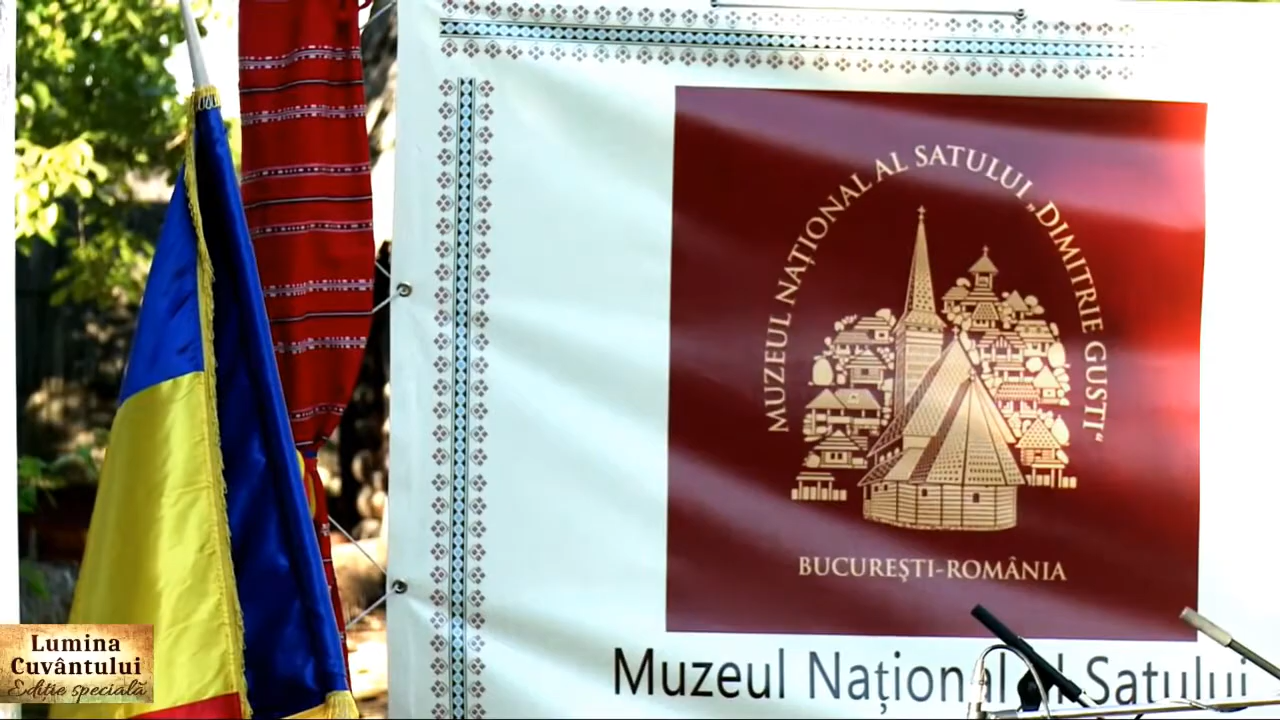 MUZEUL NAȚIONAL AL SATULUI „DIMITRIE GUSTI”
BUCUREȘTI-ROMÂNIA
Muzeul Național al Satului
Lumina
Cuvântului
Ediție specială